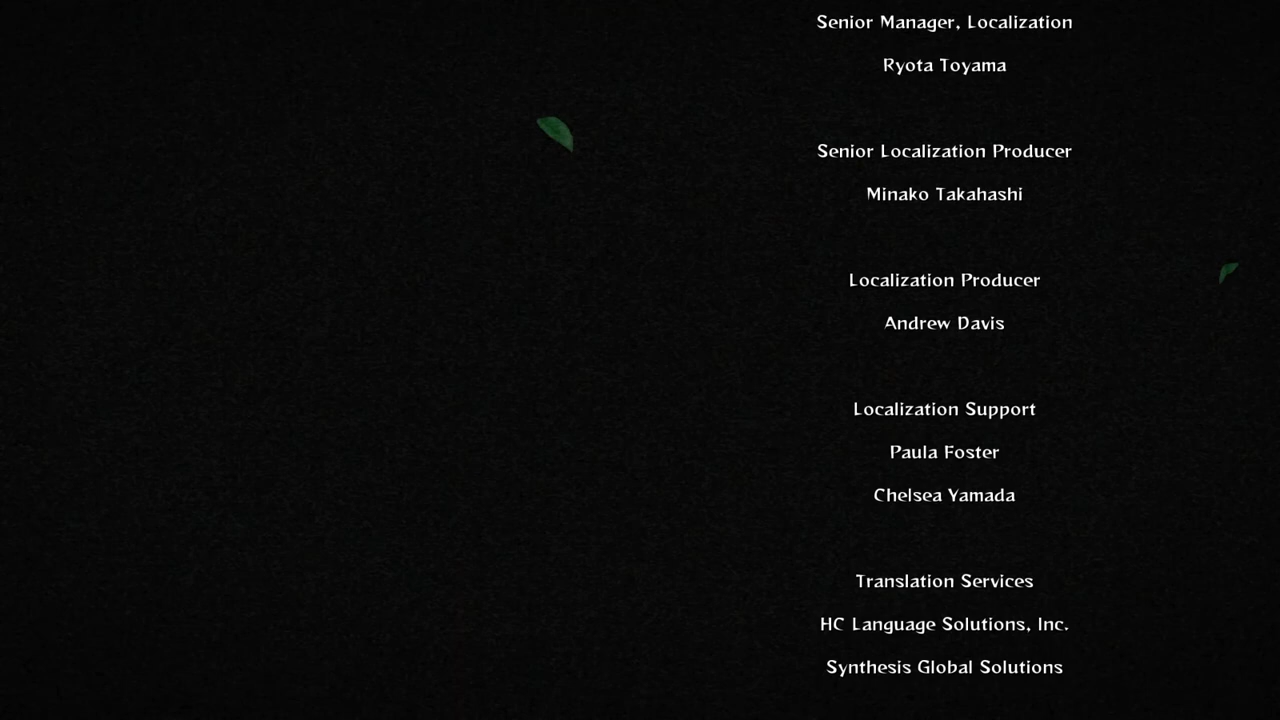 Senior Manager, Localization
Ryota Toyama
Senior Localization Producer
Minako Takahashi
Localization Producer
Andrew Davis
Localization Support
Paula Foster
Chelsea Yamada
Translation Services
HC Language Solutions, Inc.
Synthesis Global Solutions